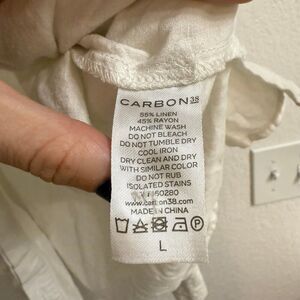 CARBON38
55% LINEN
45% RAYON
MACHINE WASH
DO NOT BLEACH
DO NOT TUMBLE DRY
COOL IRON
DRY CLEAN AND DRY
WITH SIMILAR COLOR
DO NOT RUB
ISOLATED STAINS
60280
www.carbon38.com
MADE IN CHINA
P
L